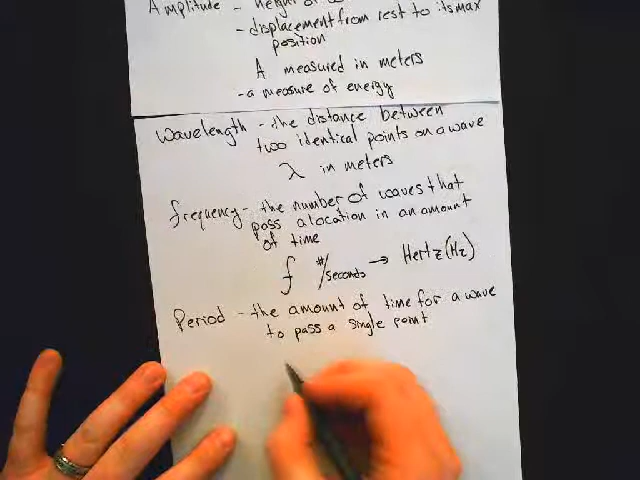 Amplitude - height of
- displacement from rest to its max
position
A measured in meters
- a measure of energy
Wavelength - the distance between
two identical points on a wave
λ in meters
frequency - the number of waves that
pass a location in an amount
of time
f #/seconds → Hertz (Hz)
Period - the amount of time for a wave
to pass a single point